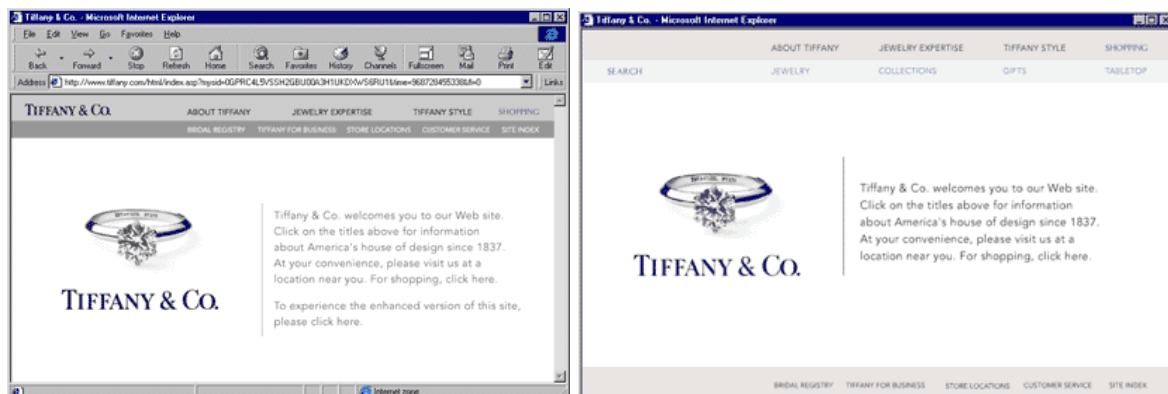 Tiffany & Co. - Microsoft Internet Explorer
File Edit View Go Favorites Help
Back Forward Stop Refresh Home Search Favorites History Channels Fullscreen Mail Print Edit
Address http://www.tiffany.com/html/index.asp? Links
TIFFANY & CO. ABOUT TIFFANY JEWELRY EXPERTISE TIFFANY STYLE SHOPPING
BRIDAL REGISTRY TIFFANY FOR BUSINESS STORE LOCATIONS CUSTOMER SERVICE SITE INDEX
Tiffany & Co. welcomes you to our Web site.
Click on the titles above for information
about America's house of design since 1837.
At your convenience, please visit us at a
location near you. For shopping, click here.
To experience the enhanced version of this site,
please click here.
TIFFANY & CO.
Internet zone
Tiffany & Co. - Microsoft Internet Explorer
ABOUT TIFFANY JEWELRY EXPERTISE TIFFANY STYLE SHOPPING
SEARCH JEWELRY COLLECTIONS GIFTS TABLETOP
Tiffany & Co. welcomes you to our Web site.
Click on the titles above for information
about America's house of design since 1837.
At your convenience, please visit us at a
location near you. For shopping, click here.
TIFFANY & CO.
BRIDAL REGISTRY TIFFANY FOR BUSINESS STORE LOCATIONS CUSTOMER SERVICE SITE INDEX